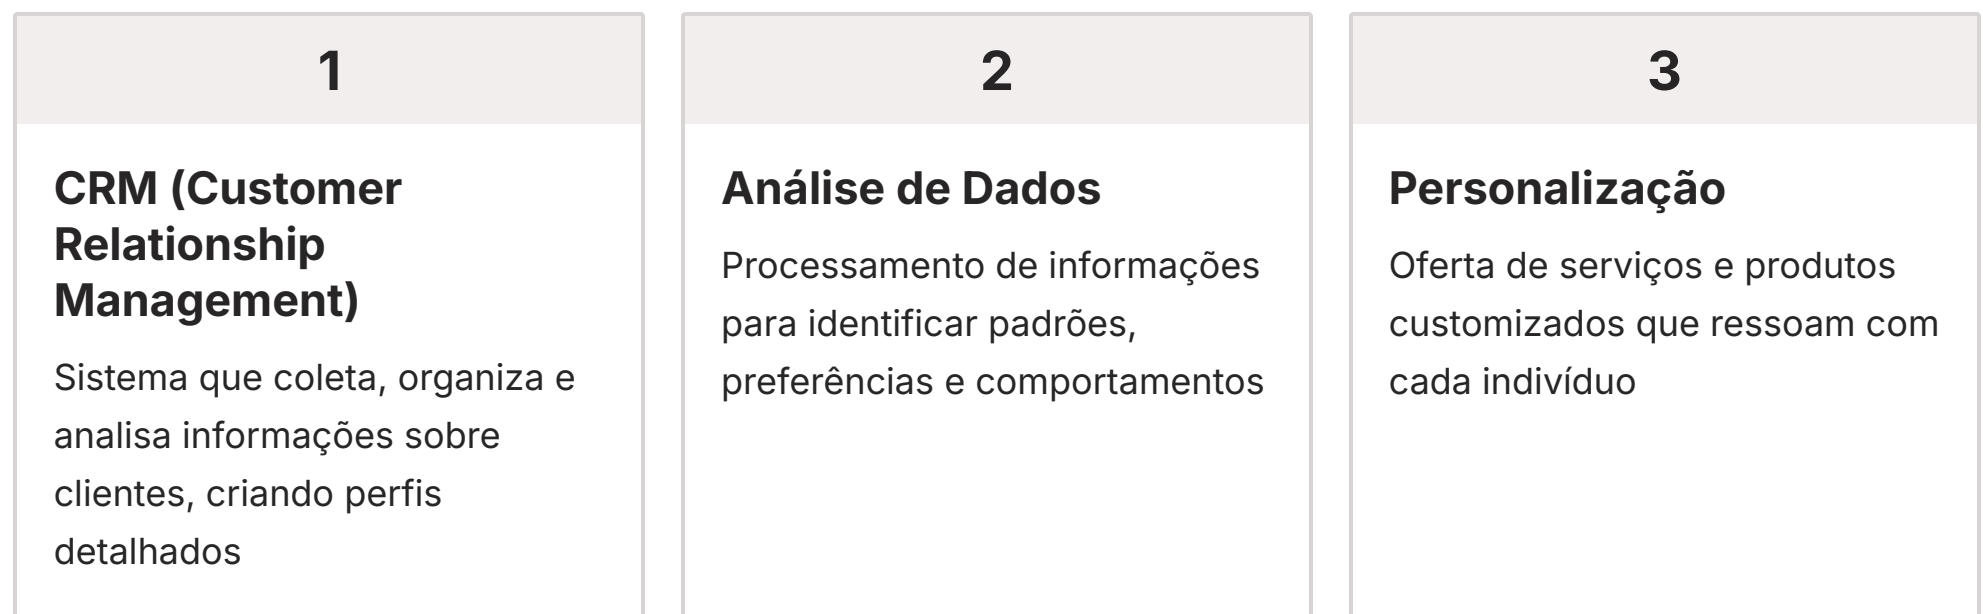 1
CRM (Customer
Relationship
Management)
Sistema que coleta, organiza e
analisa informações sobre
clientes, criando perfis
detalhados
2
Análise de Dados
Processamento de informações
para identificar padrões,
preferências e comportamentos
3
Personalização
Oferta de serviços e produtos
customizados que ressoam com
cada indivíduo